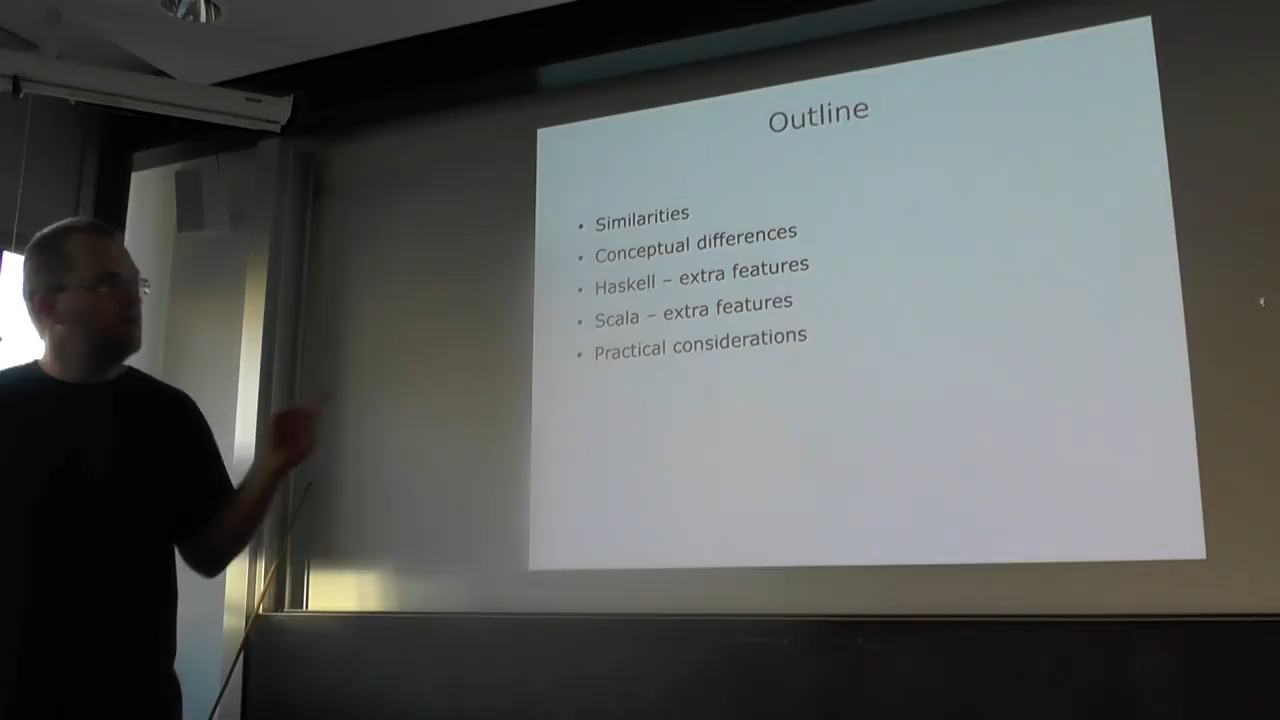 Outline
• Similarities
• Conceptual differences
• Haskell – extra features
• Scala – extra features
• Practical considerations